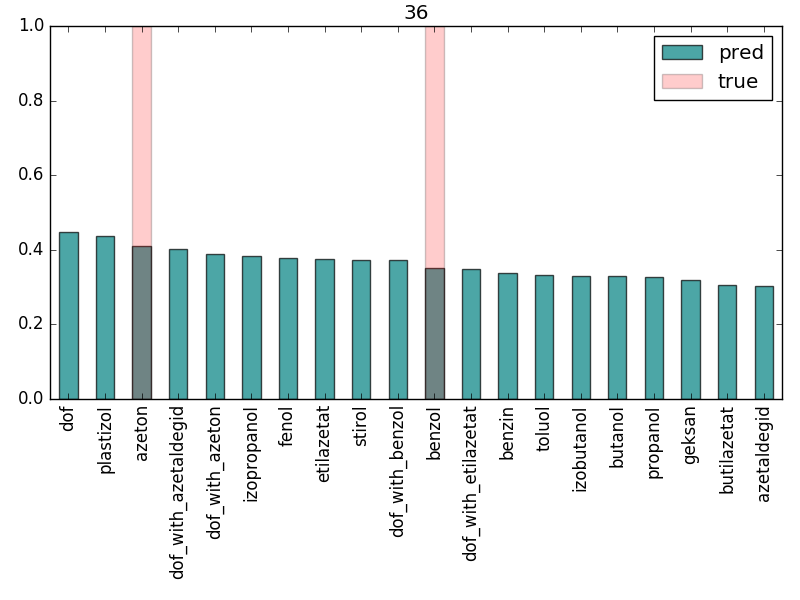 36
1.0
0.8
0.6
0.4
0.2
0.0
pred
true
dof
plastizol
azeton
dof_with_azetaldegid
dof_with_azeton
izopropanol
fenol
etilazetat
stirol
dof_with_benzol
benzol
dof_with_etilazetat
benzin
toluol
izobutanol
butanol
propanol
geksan
butilazetat
azetaldegid